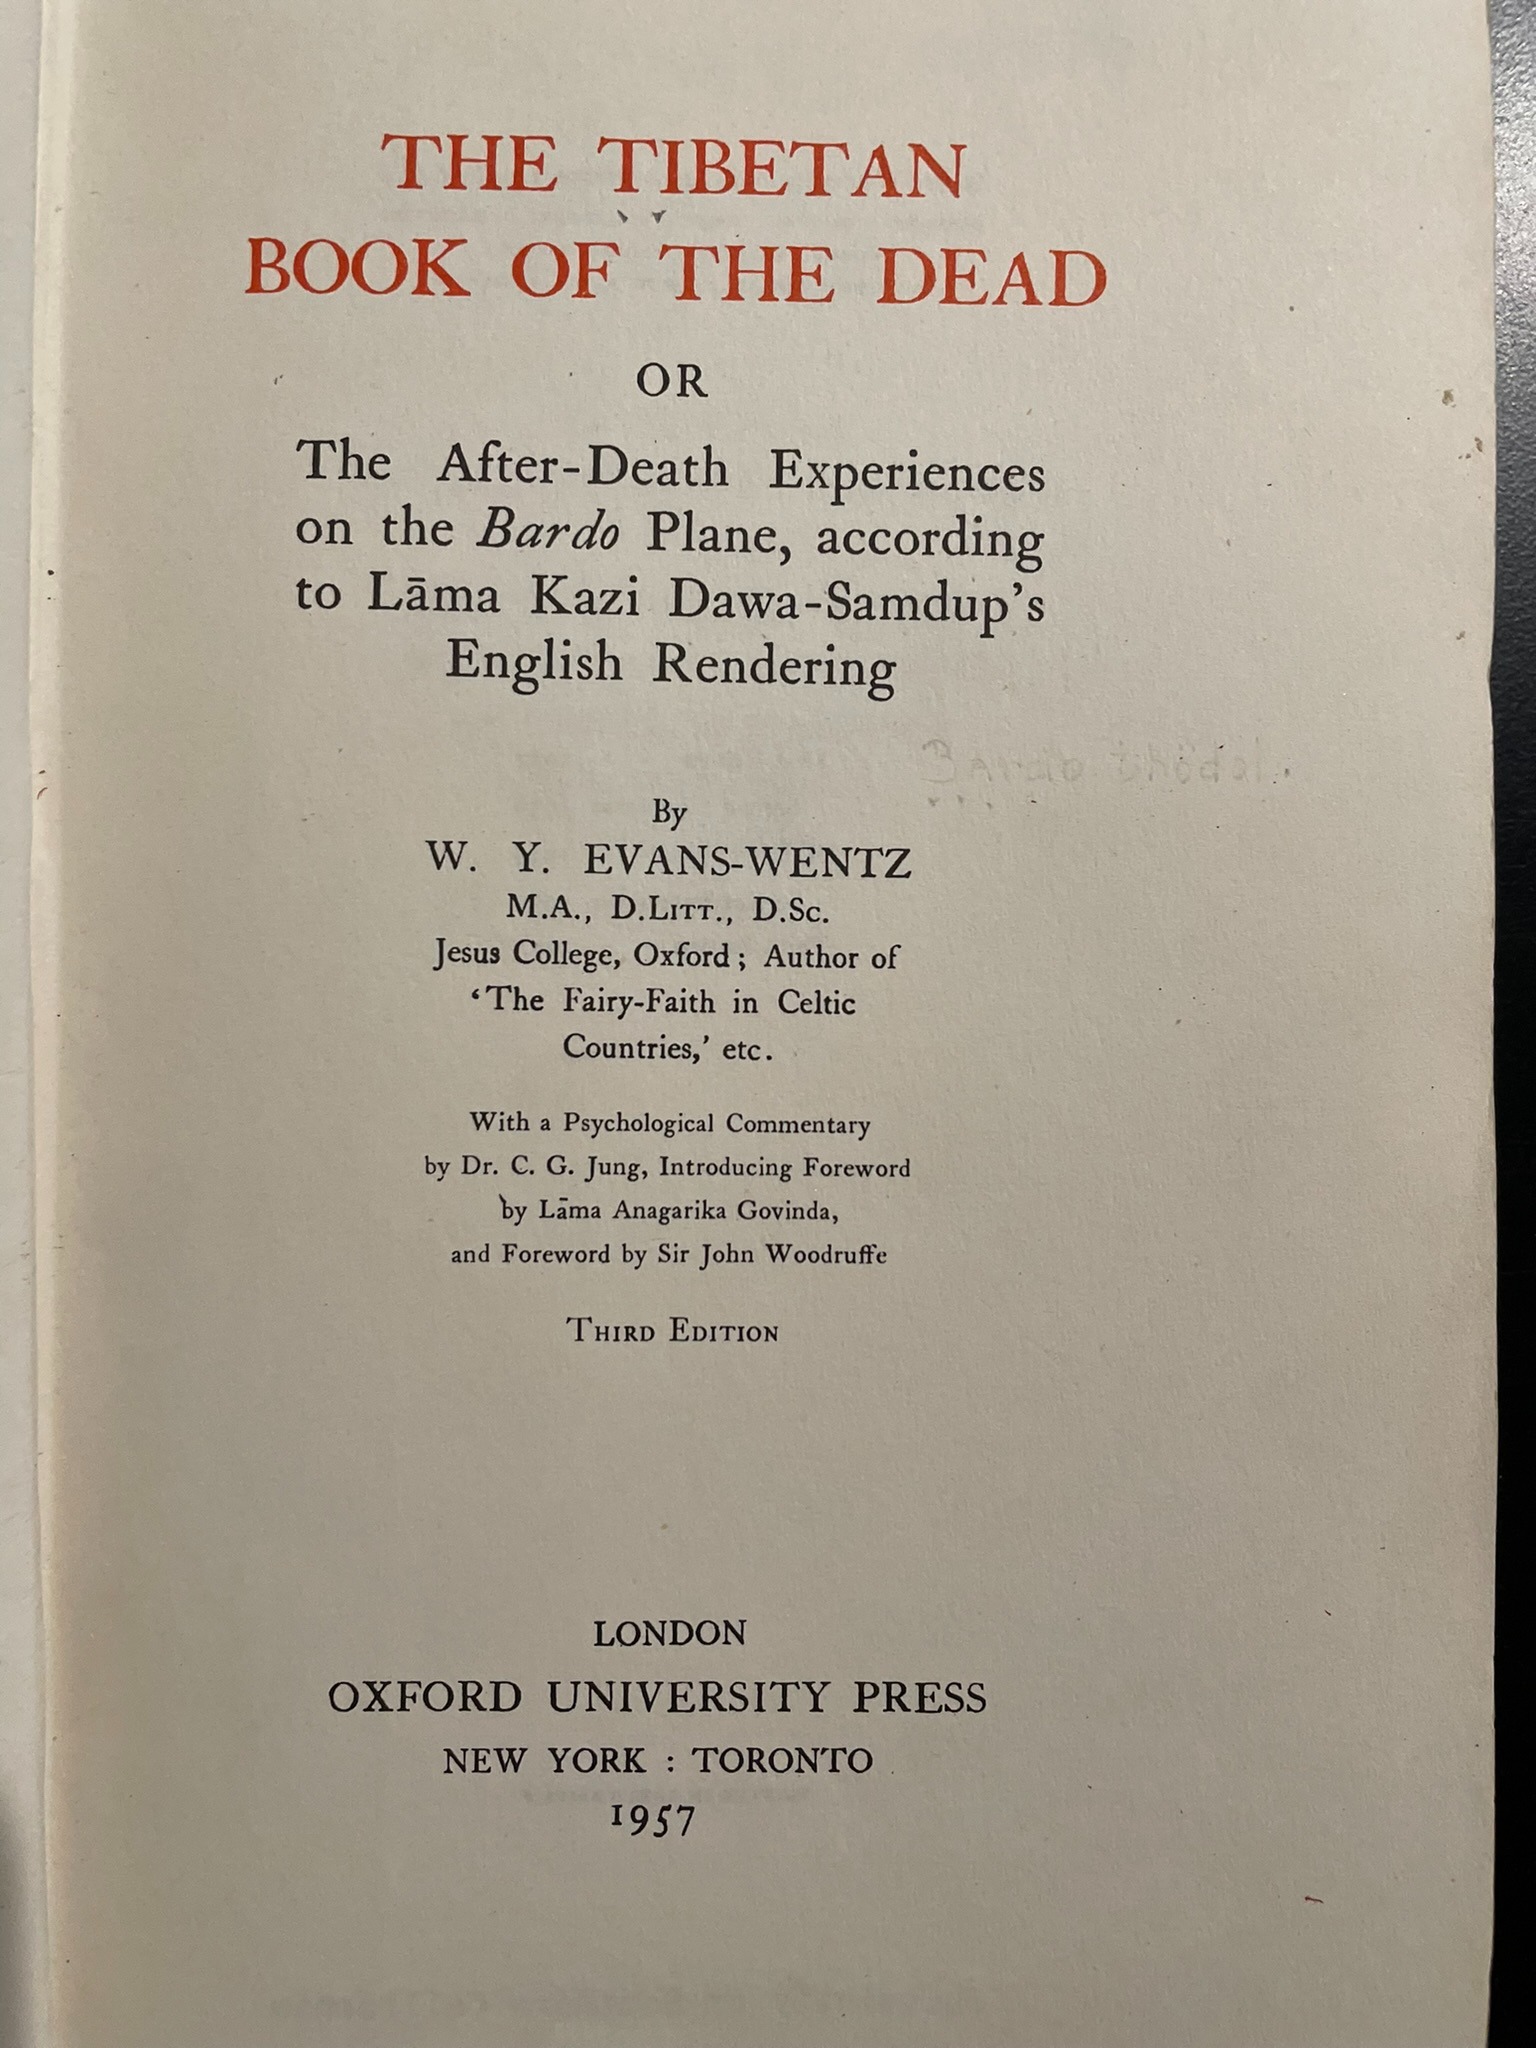 THE TIBETAN
BOOK OF THE DEAD
OR
The After-Death Experiences
on the Bardo Plane, according
to Lāma Kazi Dawa-Samdup's
English Rendering
Bardo thödol.
By
W. Y. EVANS-WENTZ
M.A., D.LITT., D.Sc.
Jesus College, Oxford; Author of
‘The Fairy-Faith in Celtic
Countries,’ etc.
With a Psychological Commentary
by Dr. C. G. Jung, Introducing Foreword
by Lāma Anagarika Govinda,
and Foreword by Sir John Woodruffe
THIRD EDITION
LONDON
OXFORD UNIVERSITY PRESS
NEW YORK : TORONTO
1957